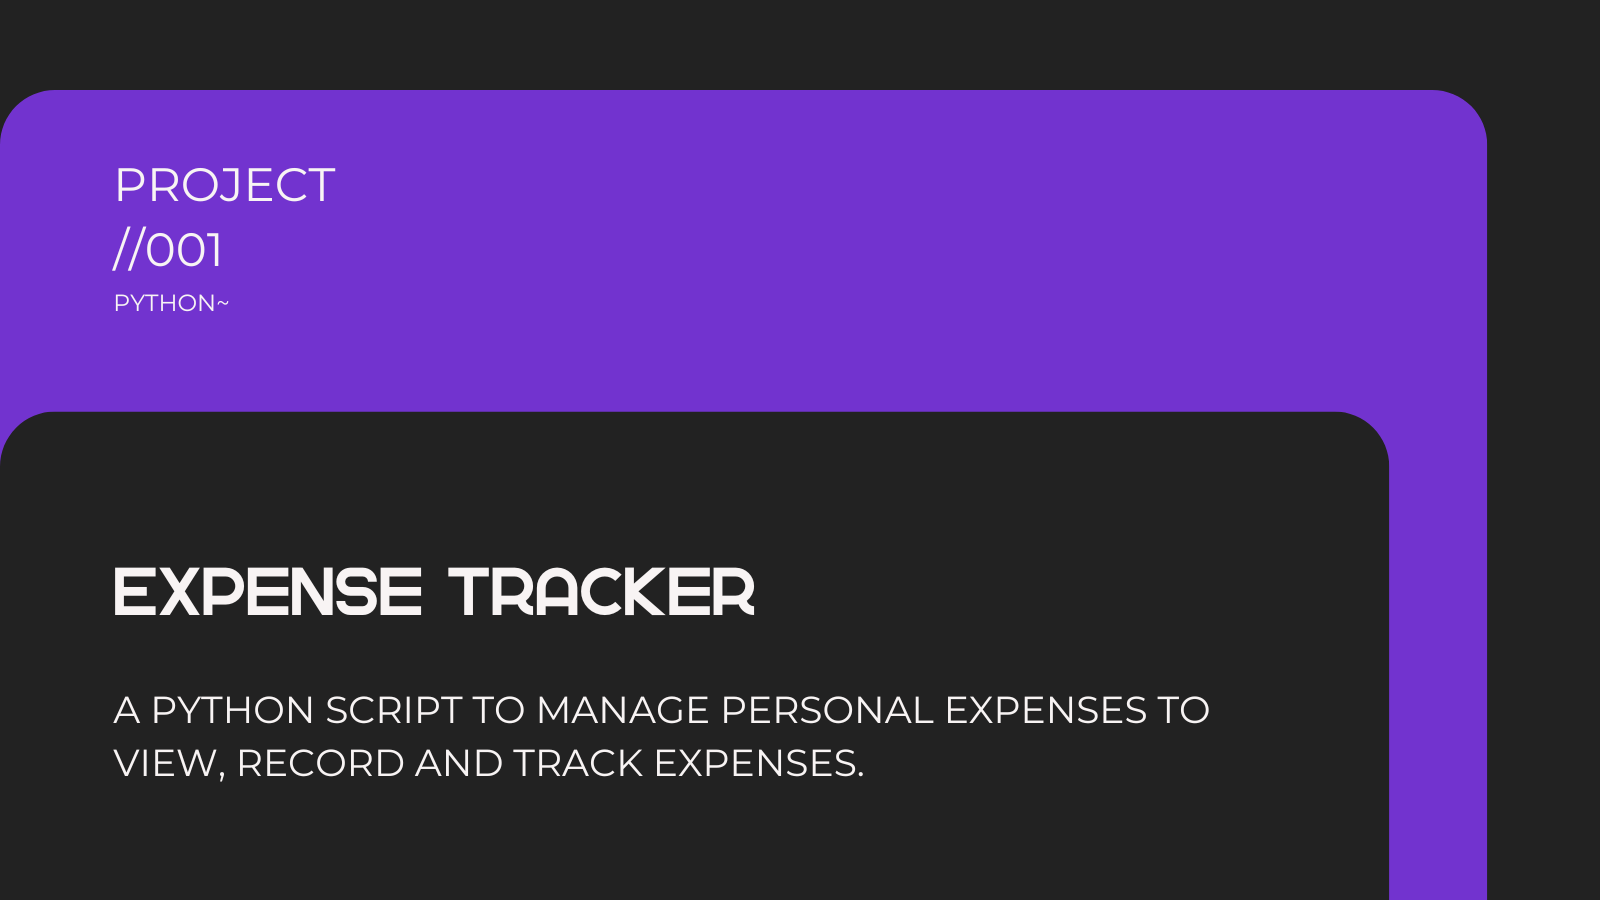 PROJECT
//001
PYTHON~
EXPENSE TRACKER
A PYTHON SCRIPT TO MANAGE PERSONAL EXPENSES TO
VIEW, RECORD AND TRACK EXPENSES.